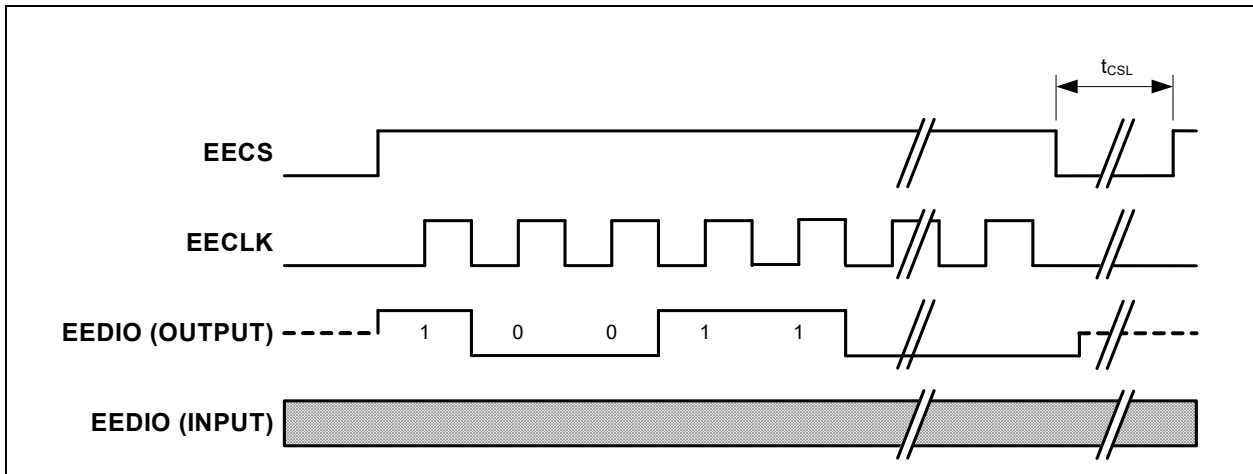 tCSL
EECS
EECLK
EEDIO (OUTPUT)
1 0 0 1 1
EEDIO (INPUT)